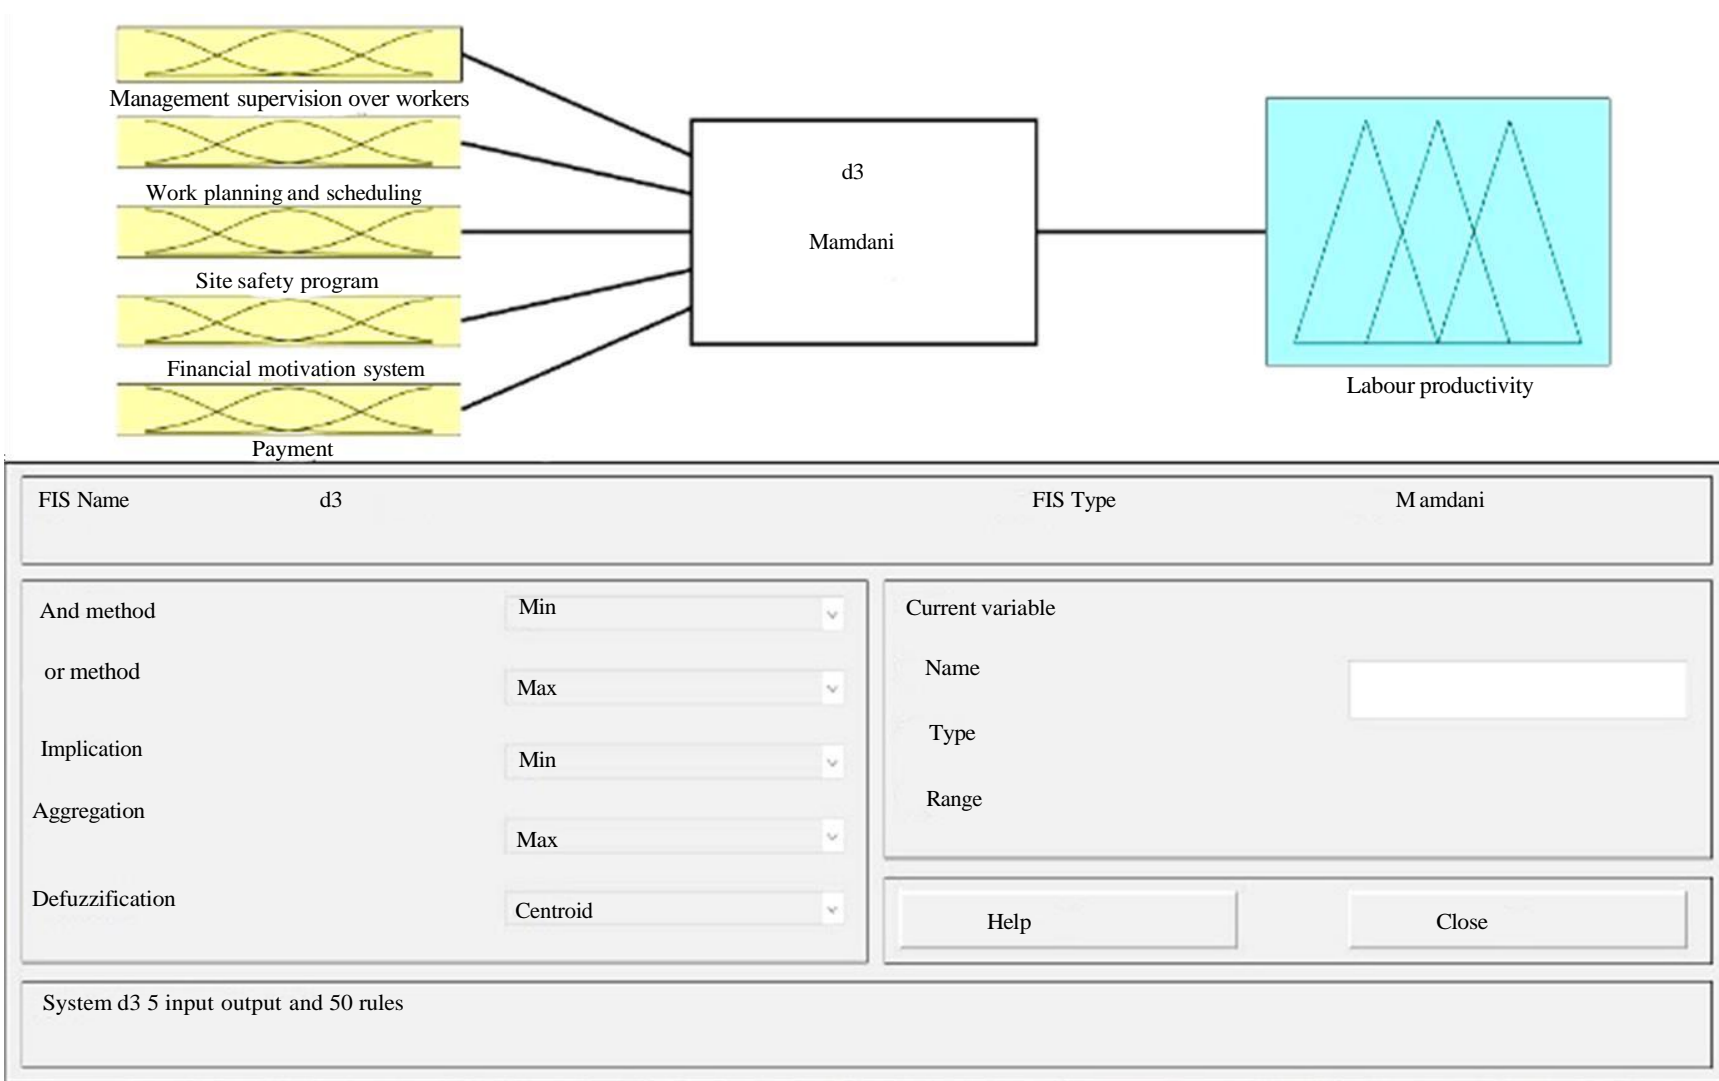 Management supervision over workers
Work planning and scheduling
Site safety program
Financial motivation system
Payment
d3
Mamdani
Labour productivity
FIS Name d3 FIS Type M amdani
And method Min
or method Max
Implication Min
Aggregation Max
Defuzzification Centroid
Current variable
Name
Type
Range
Help Close
System d3 5 input output and 50 rules